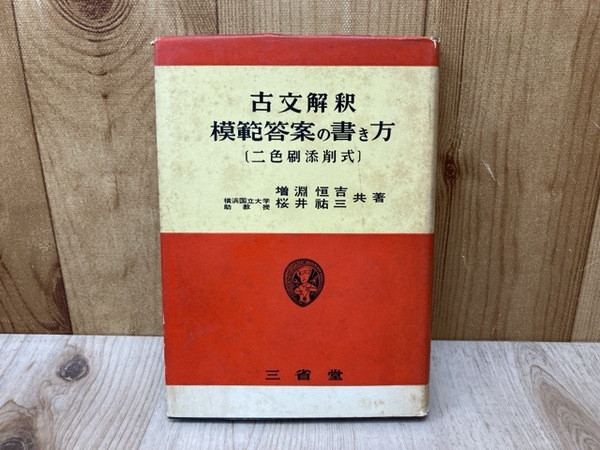 古文解釈
模範答案の書き方
〔二色刷添削式〕
増淵恒吉
横浜国立大学助教授 桜井祐三 共著
三省堂